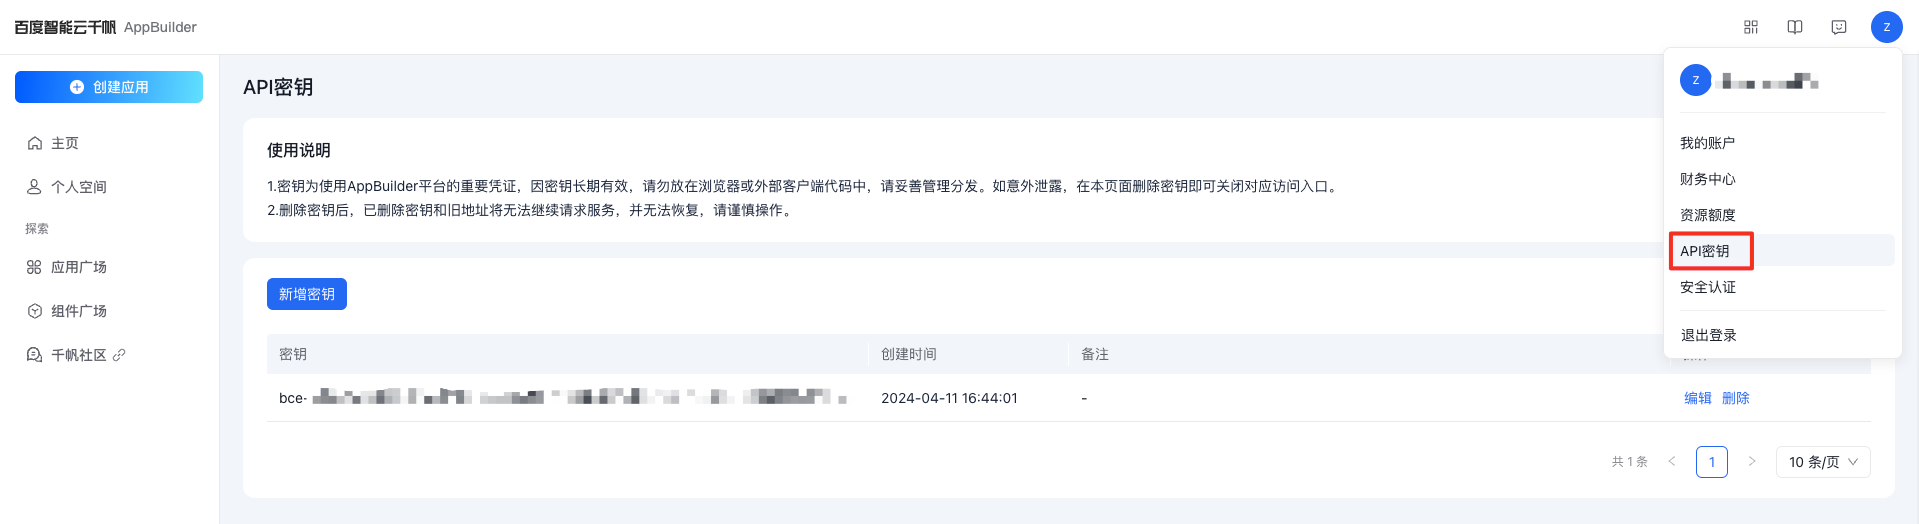 百度智能云千帆 AppBuilder
Z
创建应用
主页
个人空间
探索
应用广场
组件广场
千帆社区
API密钥
使用说明
1.密钥为使用AppBuilder平台的重要凭证，因密钥长期有效，请勿放在浏览器或外部客户端代码中，请妥善管理分发。如意外泄露，在本页面删除密钥即可关闭对应访问入口。
2.删除密钥后，已删除密钥和旧地址将无法继续请求服务，并无法恢复，请谨慎操作。
新增密钥
密钥 创建时间 备注
bce- 2024-04-11 16:44:01 - 编辑 删除
共 1 条 < 1 > 10 条/页
Z
我的账户
财务中心
资源额度
API密钥
安全认证
退出登录